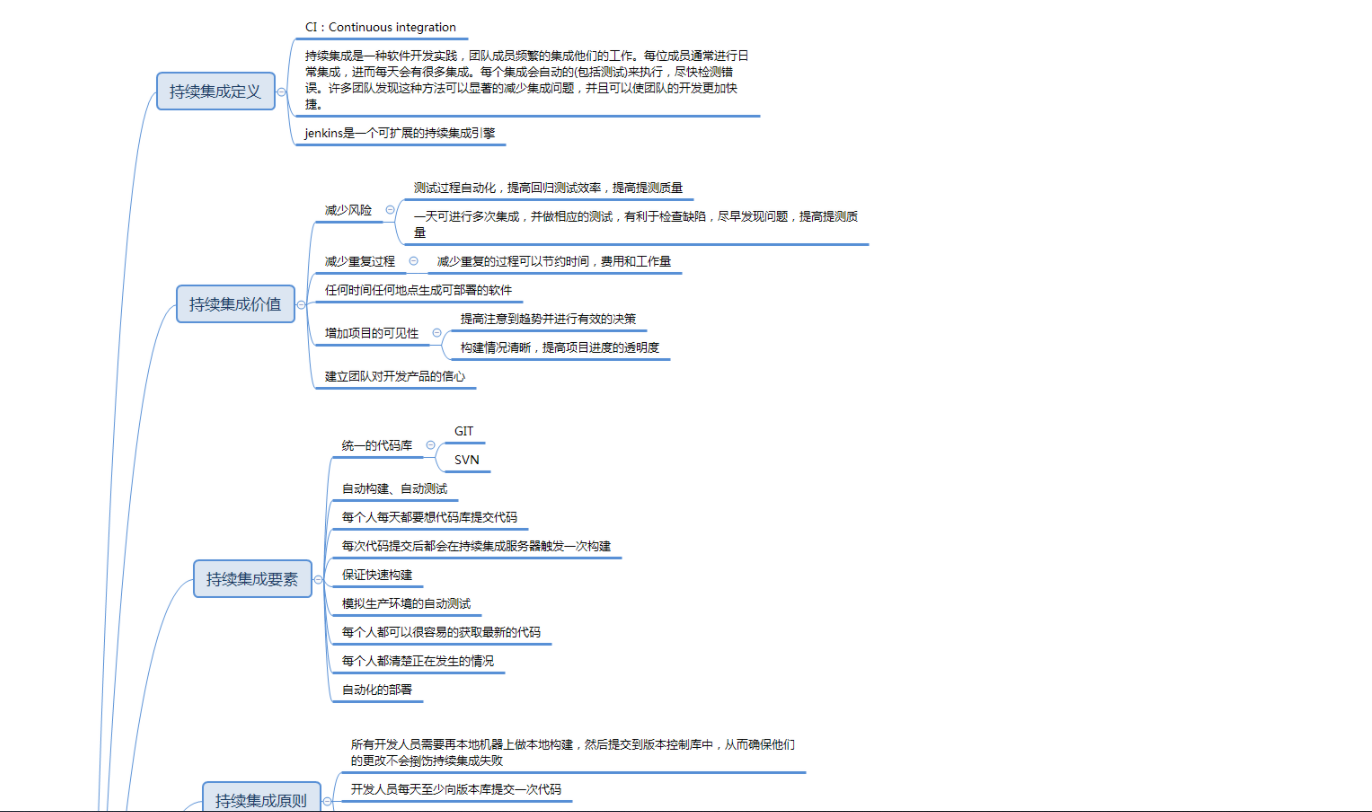 CI：Continuous integration
持续集成是一种软件开发实践，团队成员频繁的集成他们的工作。每位成员通常进行日
常集成，进而每天会有很多集成。每个集成会自动的(包括测试)来执行，尽快检测错
误。许多团队发现这种方法可以显著的减少集成问题，并且可以使团队的开发更加快
捷。
持续集成定义
jenkins是一个可扩展的持续集成引擎
测试过程自动化，提高回归测试效率，提高提测质量
减少风险
一天可进行多次集成，并做相应的测试，有利于检查缺陷，尽早发现问题，提高提测质
量
减少重复过程
减少重复的过程可以节约时间，费用和工作量
任何时间任何地点生成可部署的软件
持续集成价值
提高注意到趋势并进行有效的决策
增加项目的可见性
构建情况清晰，提高项目进度的透明度
建立团队对开发产品的信心
GIT
统一的代码库
SVN
自动构建、自动测试
每个人每天都要想代码库提交代码
每次代码提交后都会在持续集成服务器触发一次构建
持续集成要素
保证快速构建
模拟生产环境的自动测试
每个人都可以很容易的获取最新的代码
每个人都清楚正在发生的情况
自动化的部署
所有开发人员需要再本地机器上做本地构建，然后提交到版本控制库中，从而确保他们
的更改不会捯饬持续集成失败
开发人员每天至少向版本库提交一次代码
持续集成原则